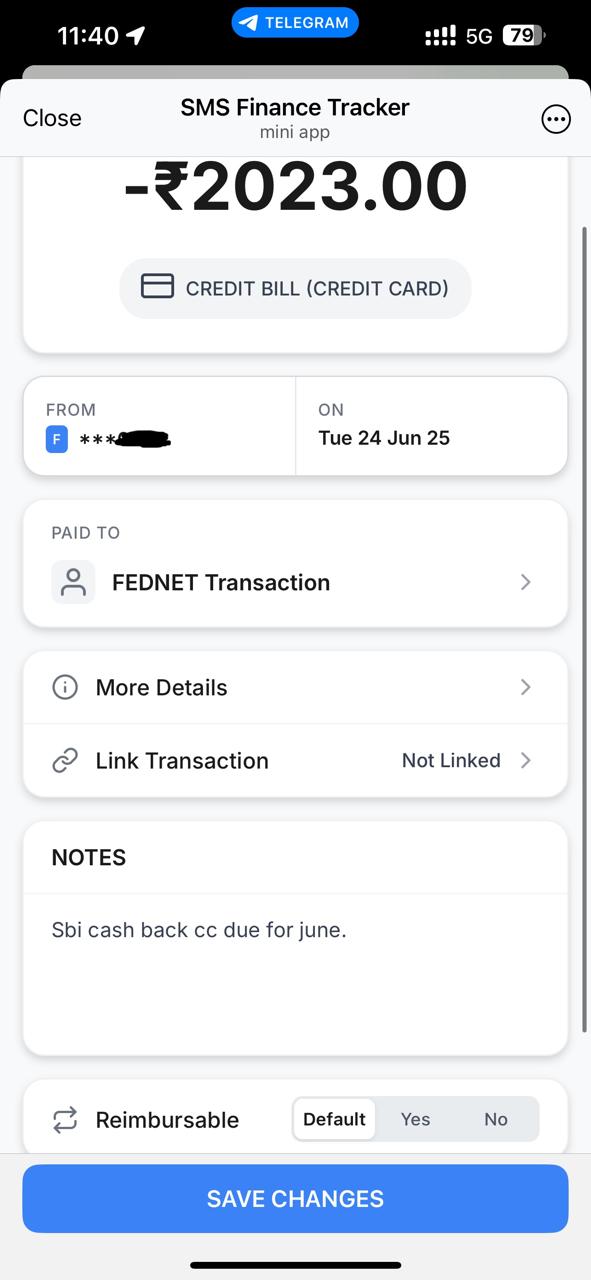 11:40
TELEGRAM
5G 79
Close
SMS Finance Tracker
mini app
-₹2023.00
CREDIT BILL (CREDIT CARD)
FROM
F ***
ON
Tue 24 Jun 25
PAID TO
FEDNET Transaction
More Details
Link Transaction Not Linked
NOTES
Sbi cash back cc due for june.
Reimbursable Default Yes No
SAVE CHANGES